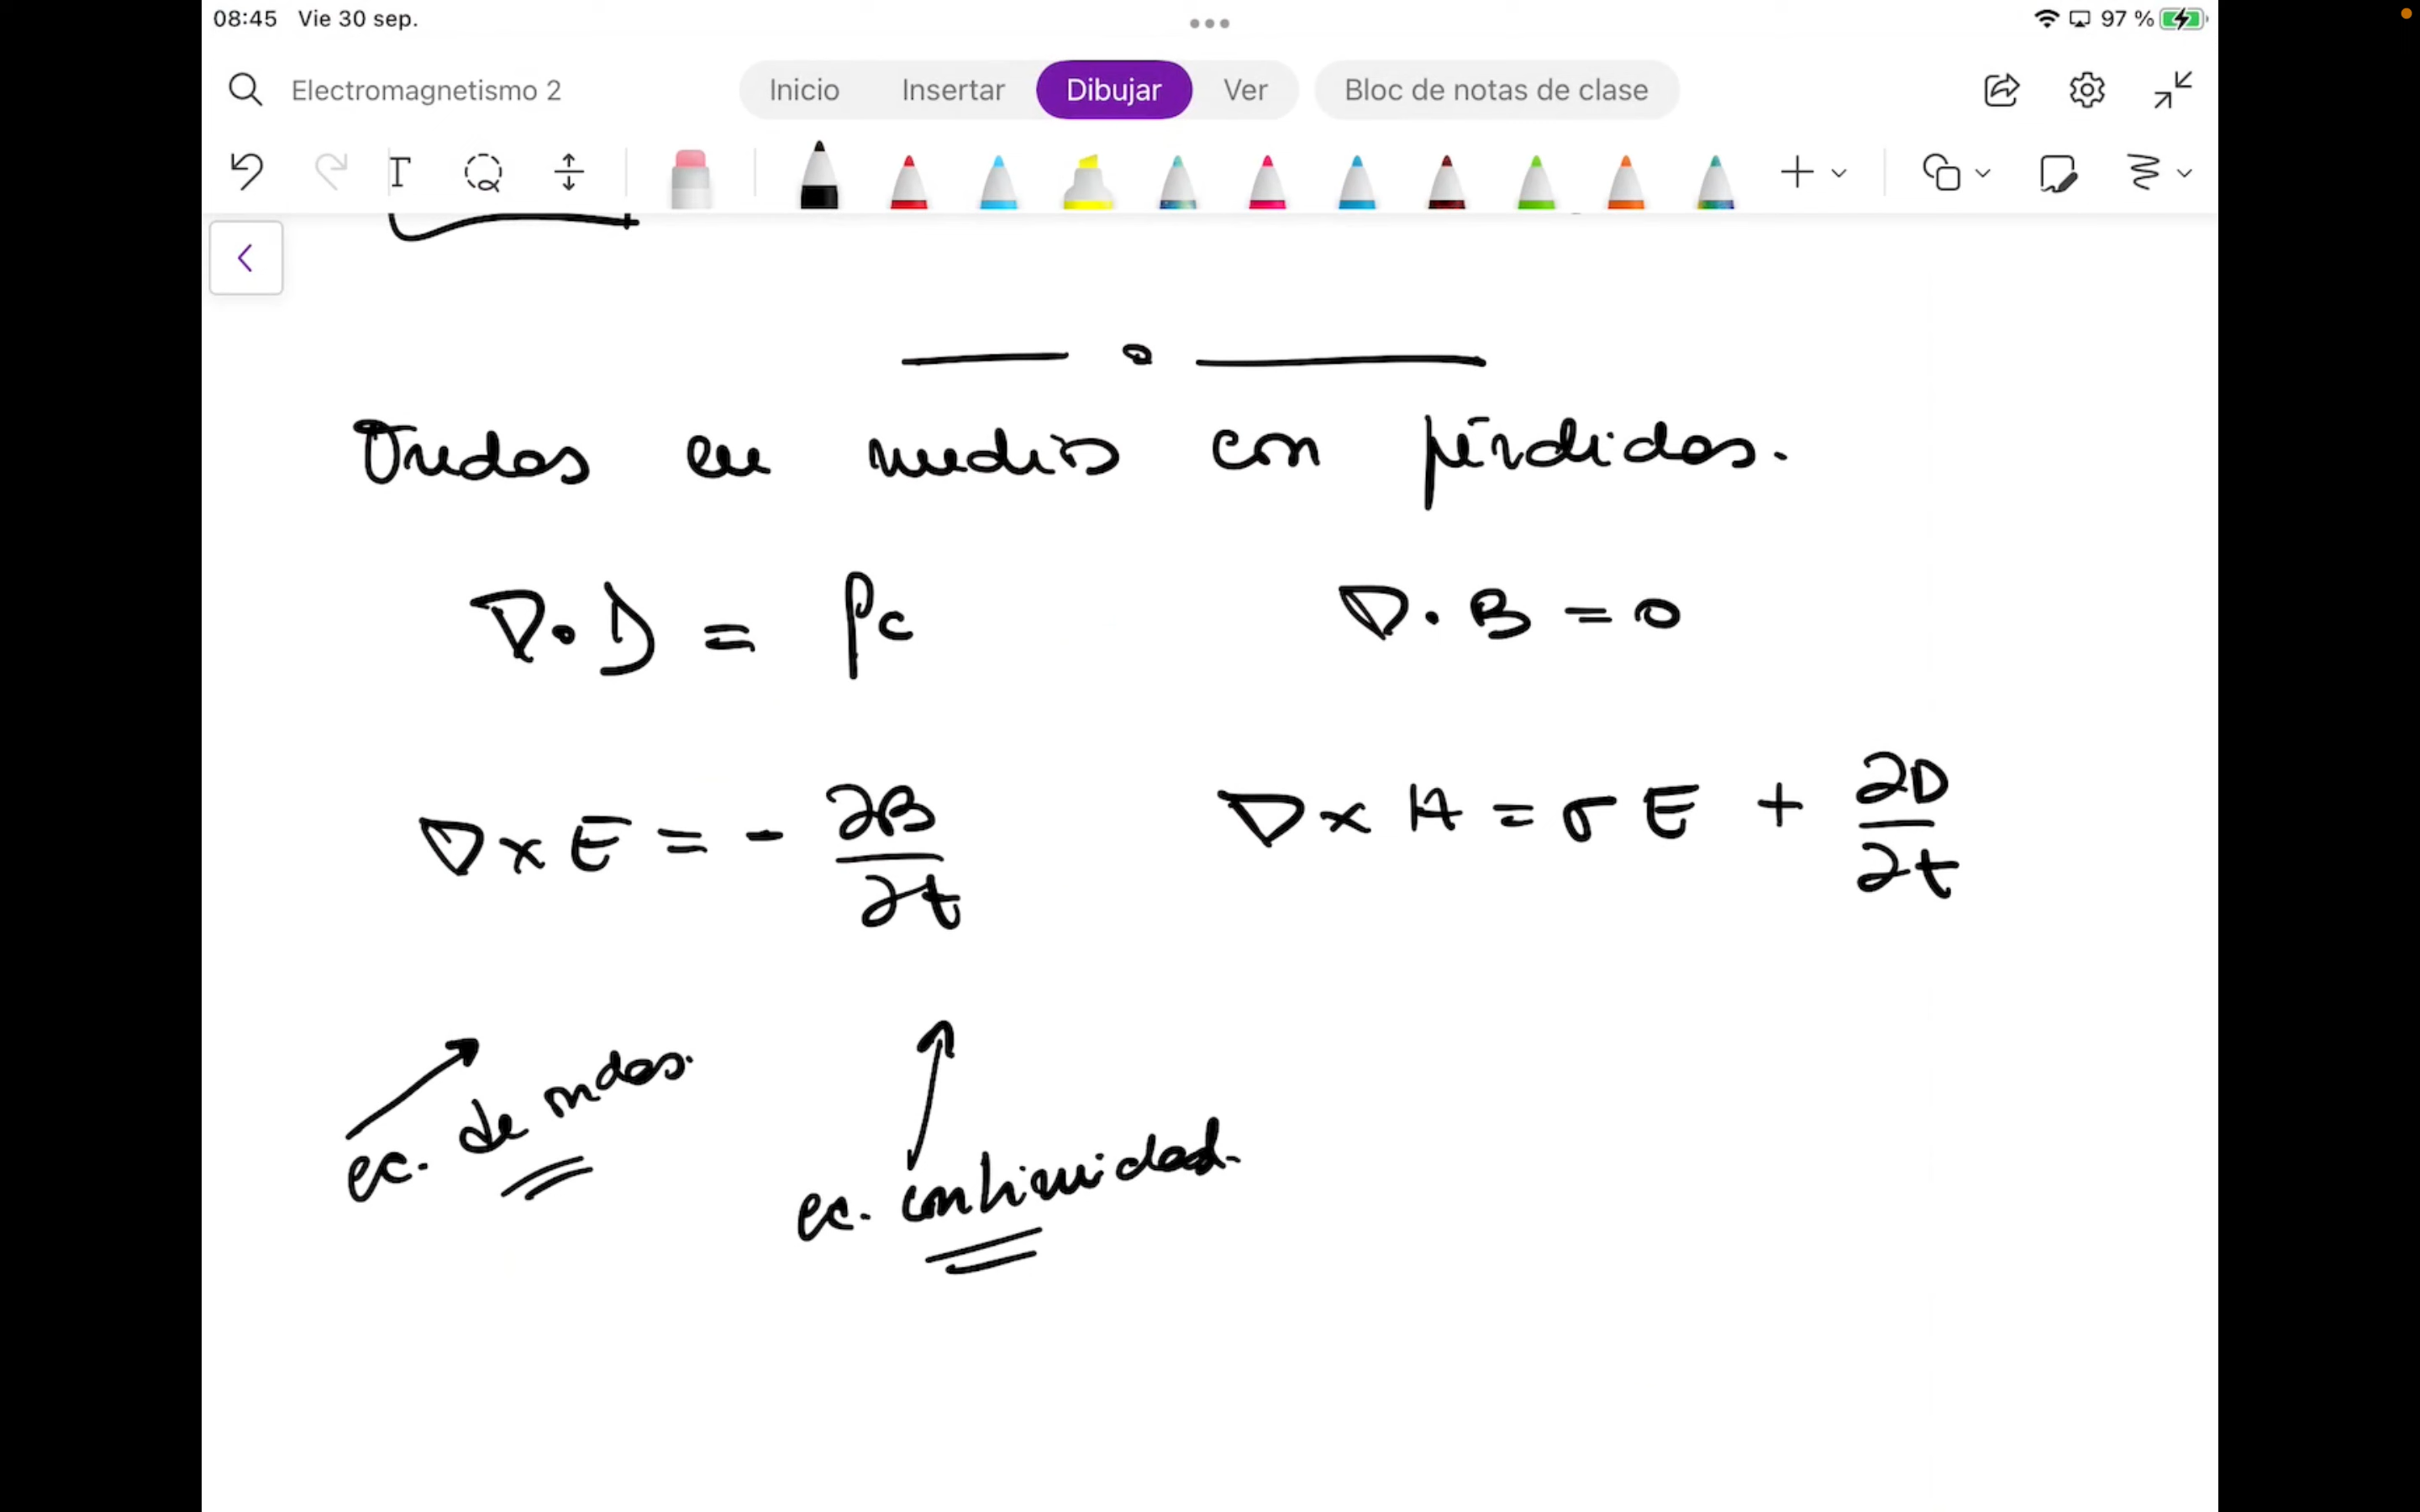 08:45 Vie 30 sep.
97 %
Electromagnetismo 2
Inicio Insertar Dibujar Ver Bloc de notas de clase
Ondas en medios con pérdidas.
∇·D = ρc ∇·B = 0
∇×E = - ∂B/∂t ∇×H = σE + ∂D/∂t
ec. de ondas.
ec. continuidad.